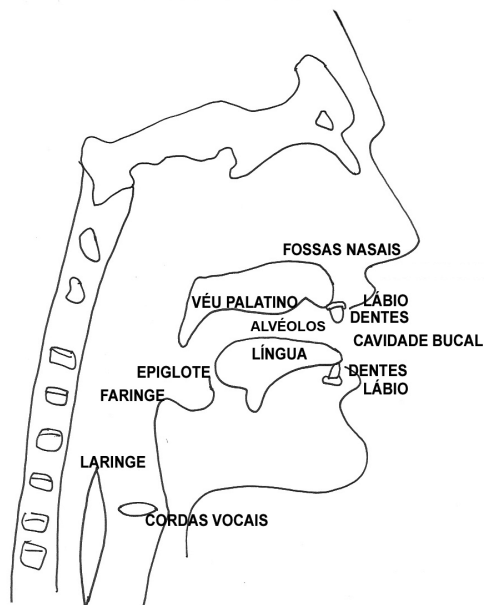 FOSSAS NASAIS
VÉU PALATINO
LÁBIO
DENTES
ALVÉOLOS
CAVIDADE BUCAL
LÍNGUA
EPIGLOTE
DENTES
FARINGE
LÁBIO
LARINGE
CORDAS VOCAIS